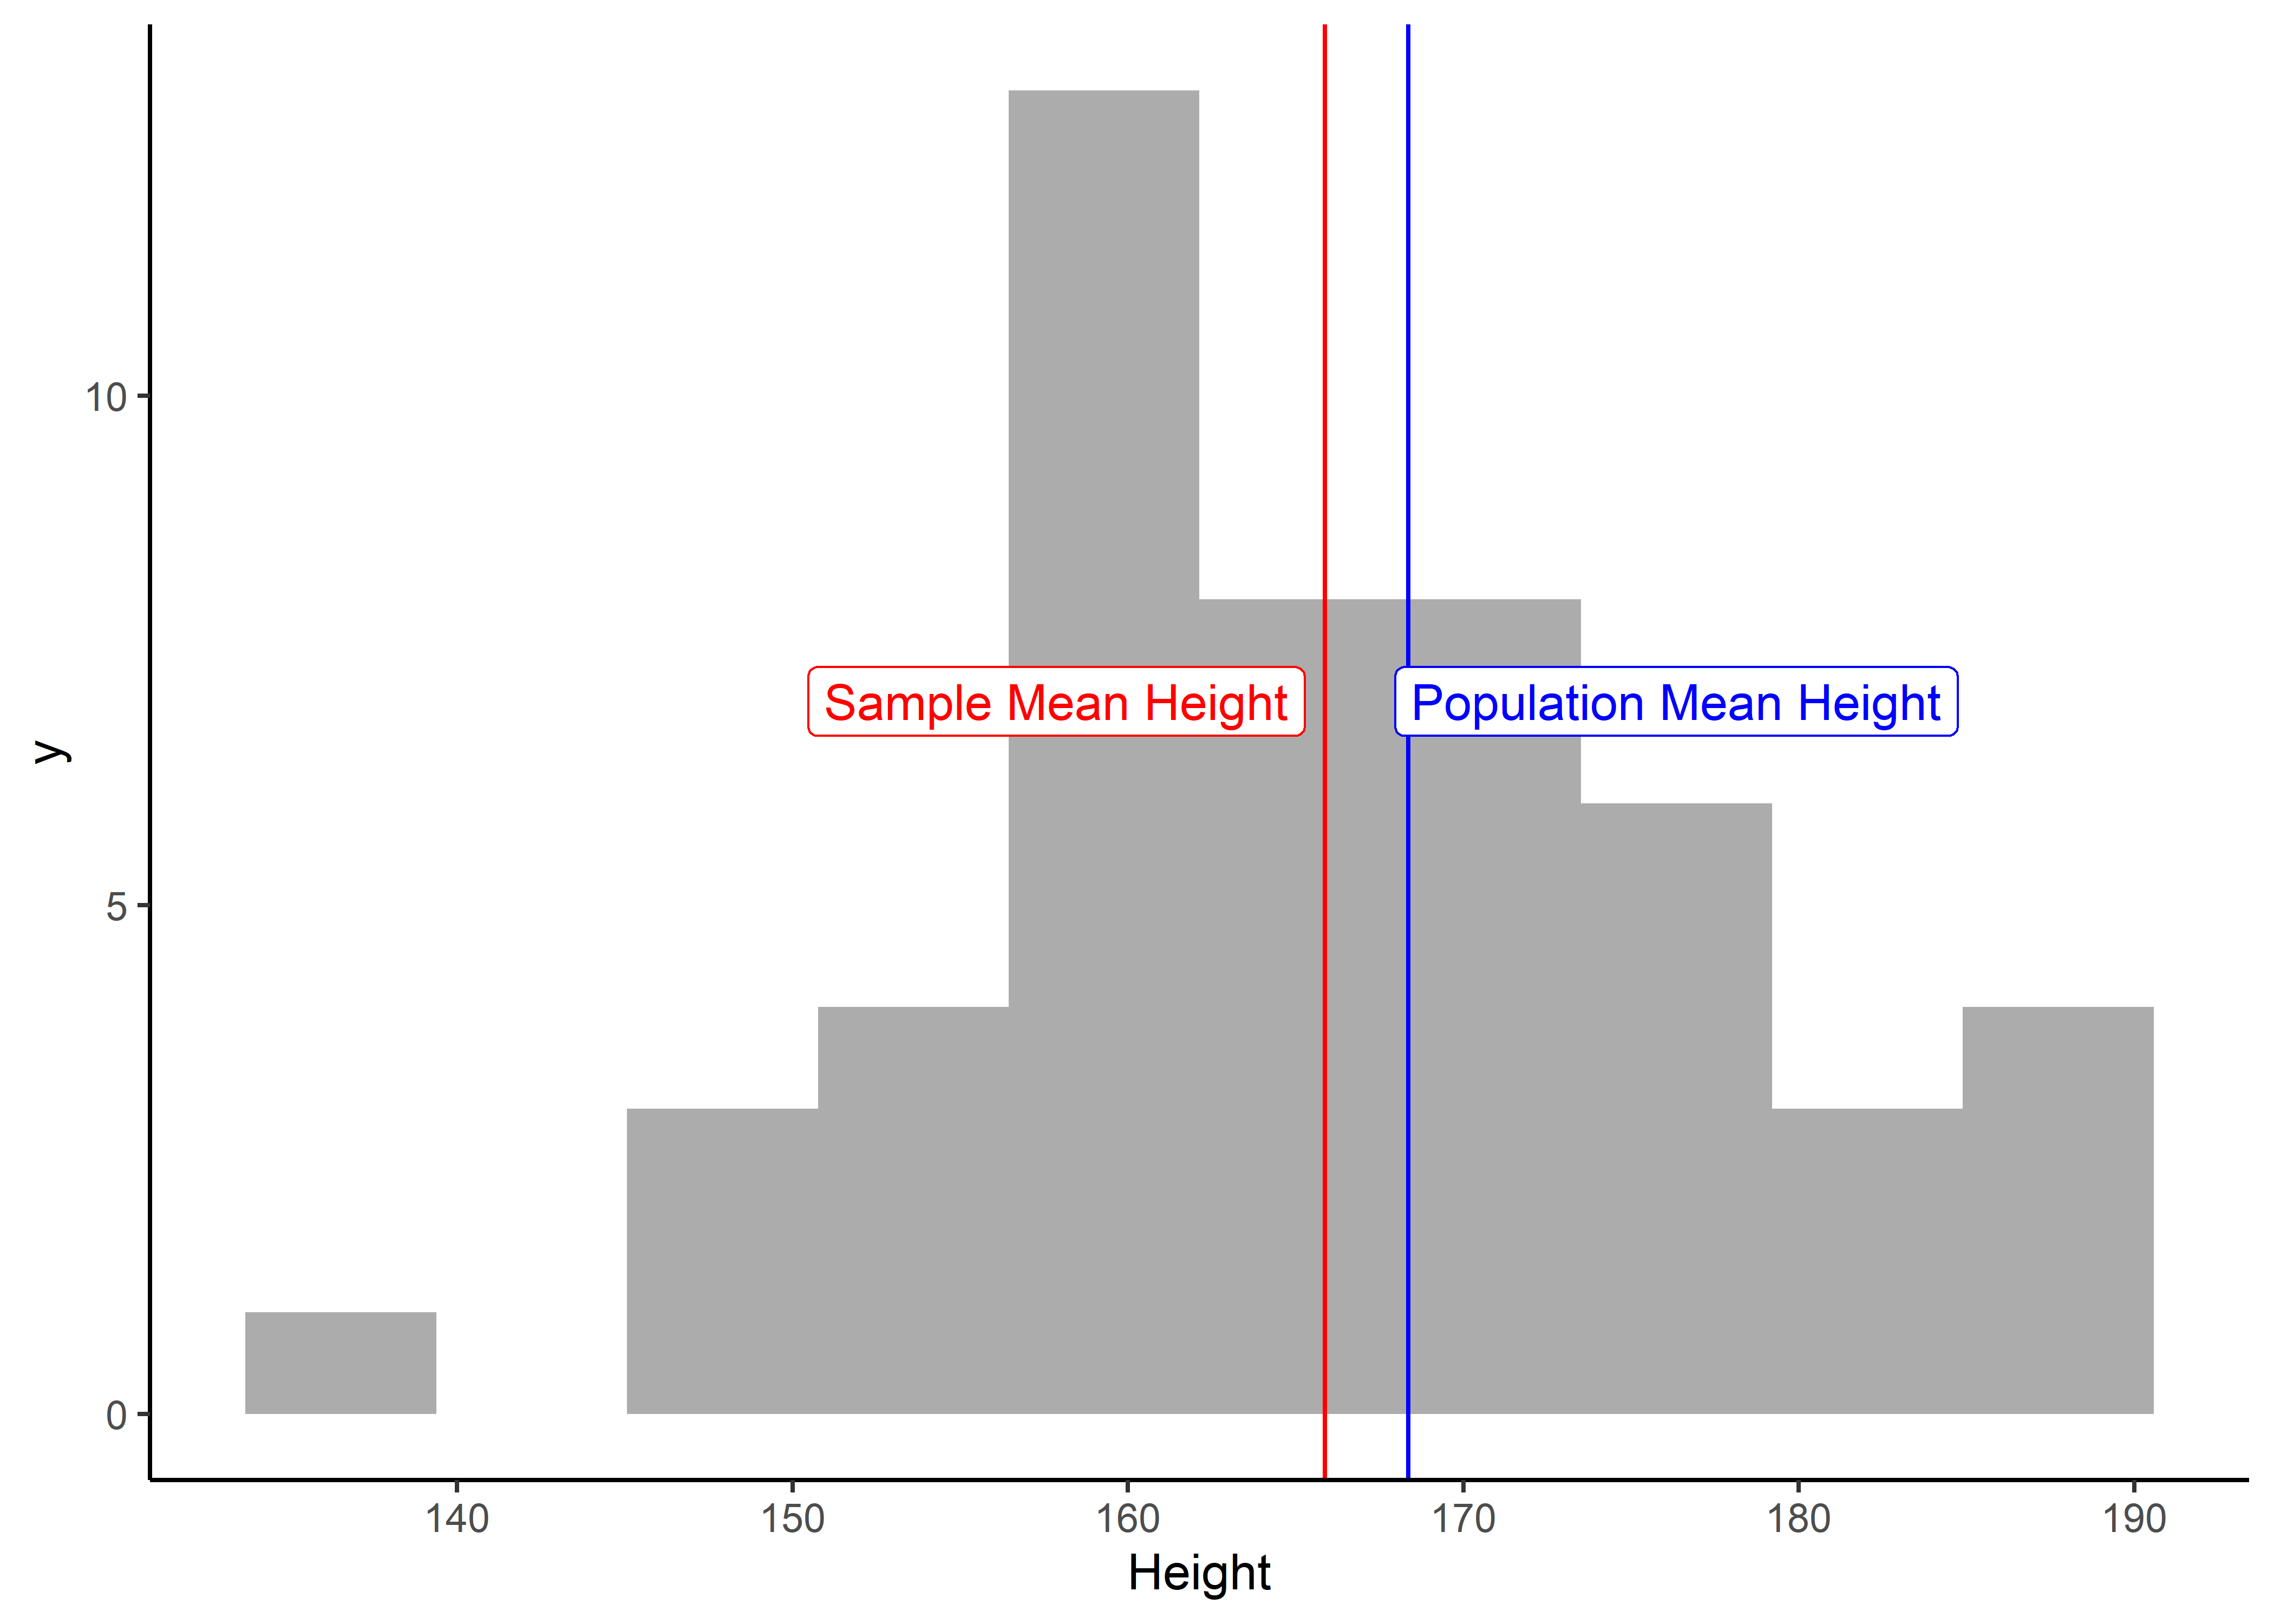 10
Sample Mean Height
Population Mean Height
y
5
0
140 150 160 170 180 190
Height